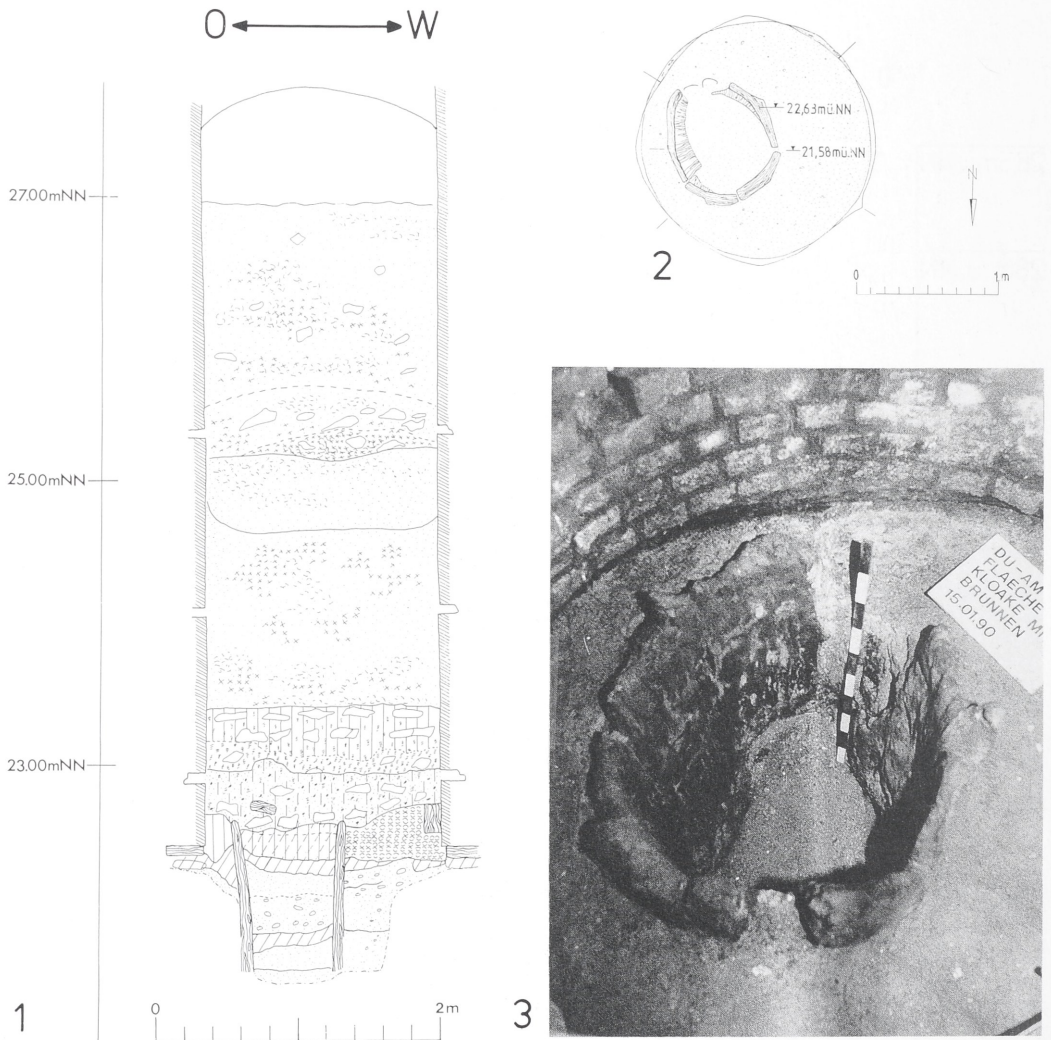 O W
27.00mNN
25.00mNN
23.00mNN
0 2m
1
22,63mü.NN
21,58mü.NN
N
2
0 1m
DU-AM
FLAECHE
KLOAKE
BRUNNEN
15-01.90
3